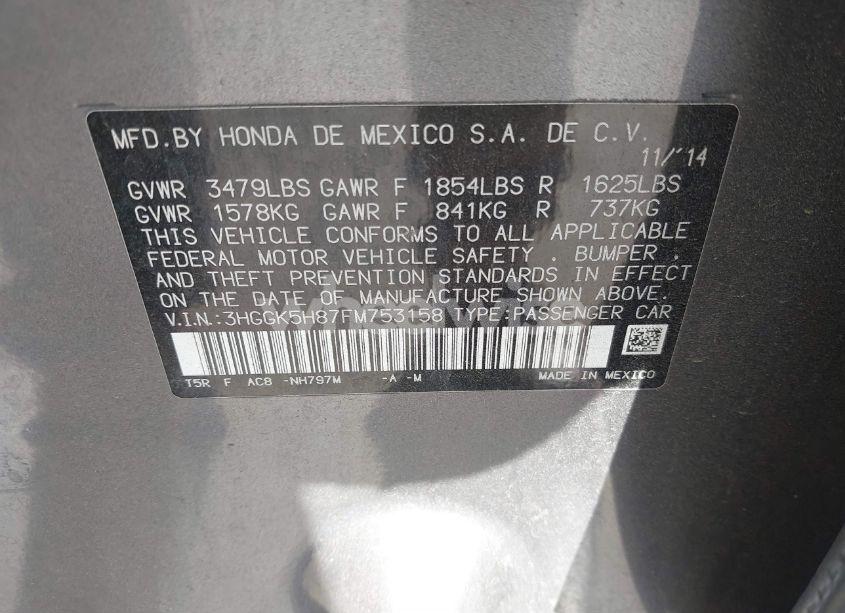 MFD.BY HONDA DE MEXICO S.A. DE C.V.
11/'14
GVWR 3479LBS GAWR F 1854LBS R 1625LBS
GVWR 1578KG GAWR F 841KG R 737KG
THIS VEHICLE CONFORMS TO ALL APPLICABLE
FEDERAL MOTOR VEHICLE SAFETY . BUMPER .
AND THEFT PREVENTION STANDARDS IN EFFECT
ON THE DATE OF MANUFACTURE SHOWN ABOVE.
V.I.N.:3HGGK5H87FM753158 TYPE:PASSENGER CAR
T5R F AC8 -NH797M -A -M MADE IN MEXICO